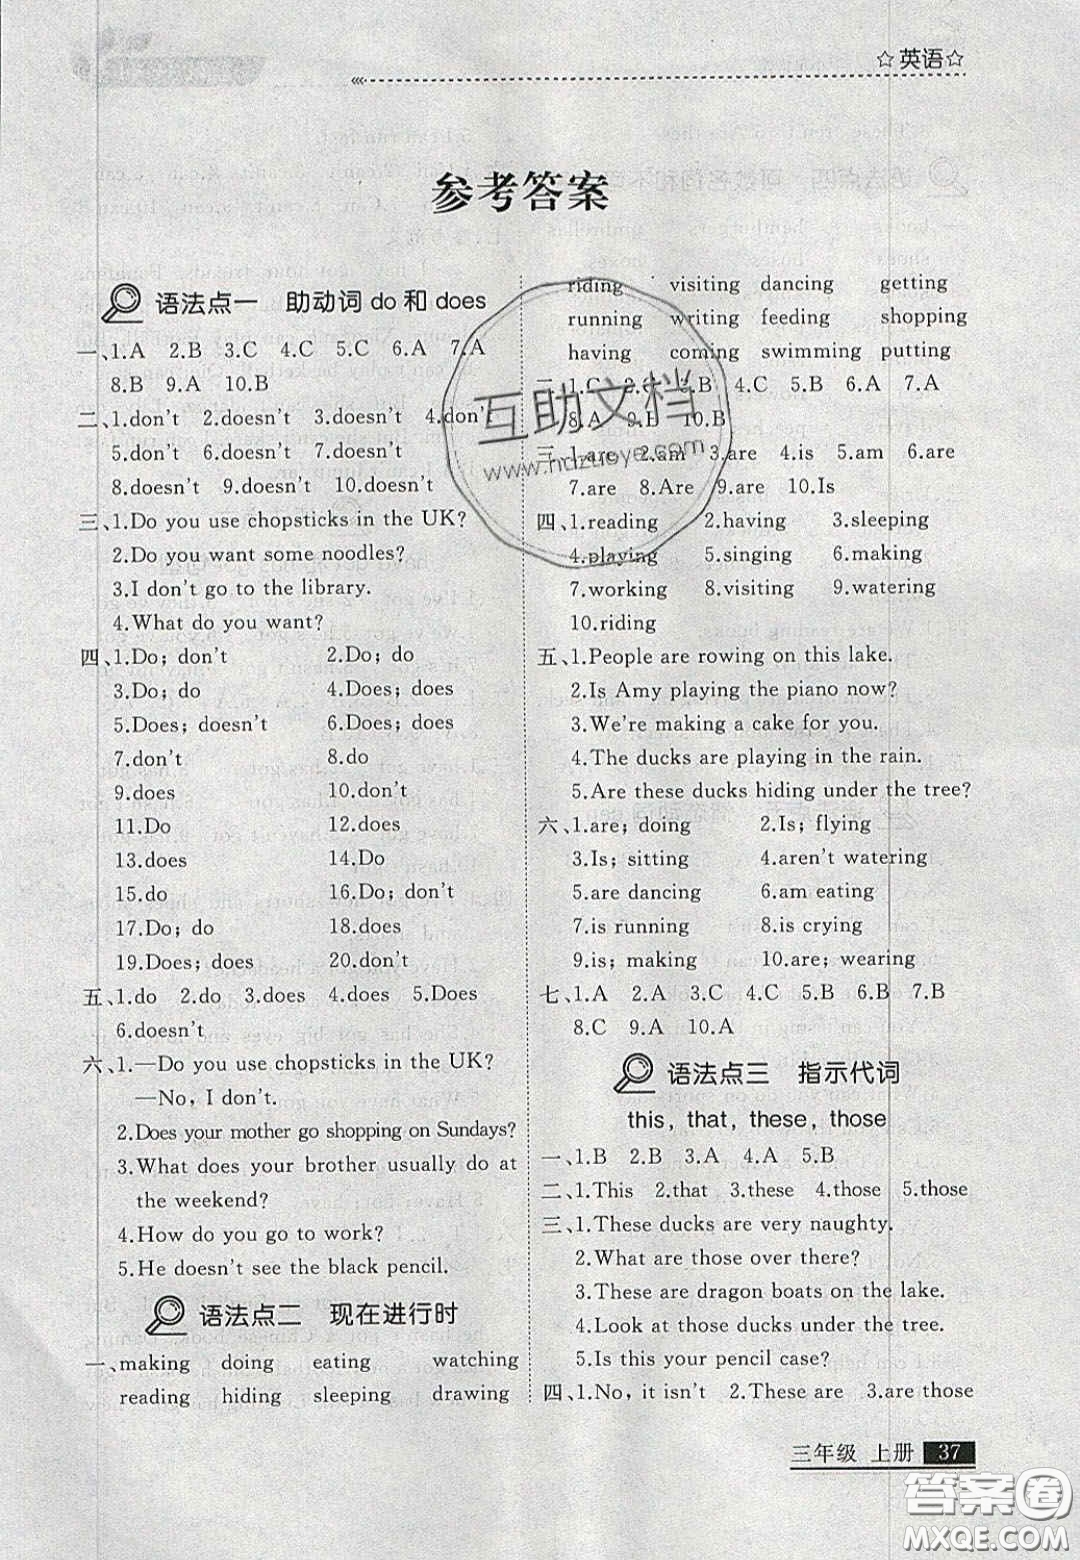 ☆英语☆
参考答案
语法点一 助动词 do 和 does
一、1.A 2.B 3.C 4.C 5.C 6.A 7.A
8.B 9.A 10.B
二、1.don't 2.doesn't 3.doesn't 4.don't
5.don't 6.don't 7.doesn't
8.doesn't 9.doesn't 10.doesn't
三、1.Do you use chopsticks in the UK?
2.Do you want some noodles?
3.I don't go to the library.
4.What do you want?
四、1.Do; don't 2.Do; do
3.Do; do 4.Does; does
5.Does; doesn't 6.Does; does
7.don't 8.do
9.does 10.don't
11.Do 12.does
13.does 14.Do
15.do 16.Do; don't
17.Do; do 18.does
19.Does; does 20.don't
五、1.do 2.do 3.does 4.does 5.Does
6.doesn't
六、1.—Do you use chopsticks in the UK?
—No, I don't.
2.Does your mother go shopping on Sundays?
3.What does your brother usually do at
the weekend?
4.How do you go to work?
5.He doesn't see the black pencil.
语法点二 现在进行时
一、making doing eating watching
reading hiding sleeping drawing
riding visiting dancing getting
running writing feeding shopping
having coming swimming putting
二、1.C 2.C 3.B 4.C 5.B 6.A 7.A
8.A 9.B 10.B
三、1.are 2.am 3.are 4.is 5.am 6.are
7.are 8.Are 9.are 10.Is
四、1.reading 2.having 3.sleeping
4.playing 5.singing 6.making
7.working 8.visiting 9.watering
10.riding
五、1.People are rowing on this lake.
2.Is Amy playing the piano now?
3.We're making a cake for you.
4.The ducks are playing in the rain.
5.Are these ducks hiding under the tree?
六、1.are; doing 2.Is; flying
3.Is; sitting 4.aren't watering
5.are dancing 6.am eating
7.is running 8.is crying
9.is; making 10.are; wearing
七、1.A 2.A 3.C 4.C 5.B 6.B 7.B
8.C 9.A 10.A
语法点三 指示代词
this, that, these, those
一、1.B 2.B 3.A 4.A 5.B
二、1.This 2.that 3.these 4.those 5.those
三、1.These ducks are very naughty.
2.What are those over there?
3.These are dragon boats on the lake.
4.Look at those ducks under the tree.
5.Is this your pencil case?
四、1.No, it isn't 2.These are 3.are those
三年级 上册 37
互助文档
答案圈
MXQE.COM